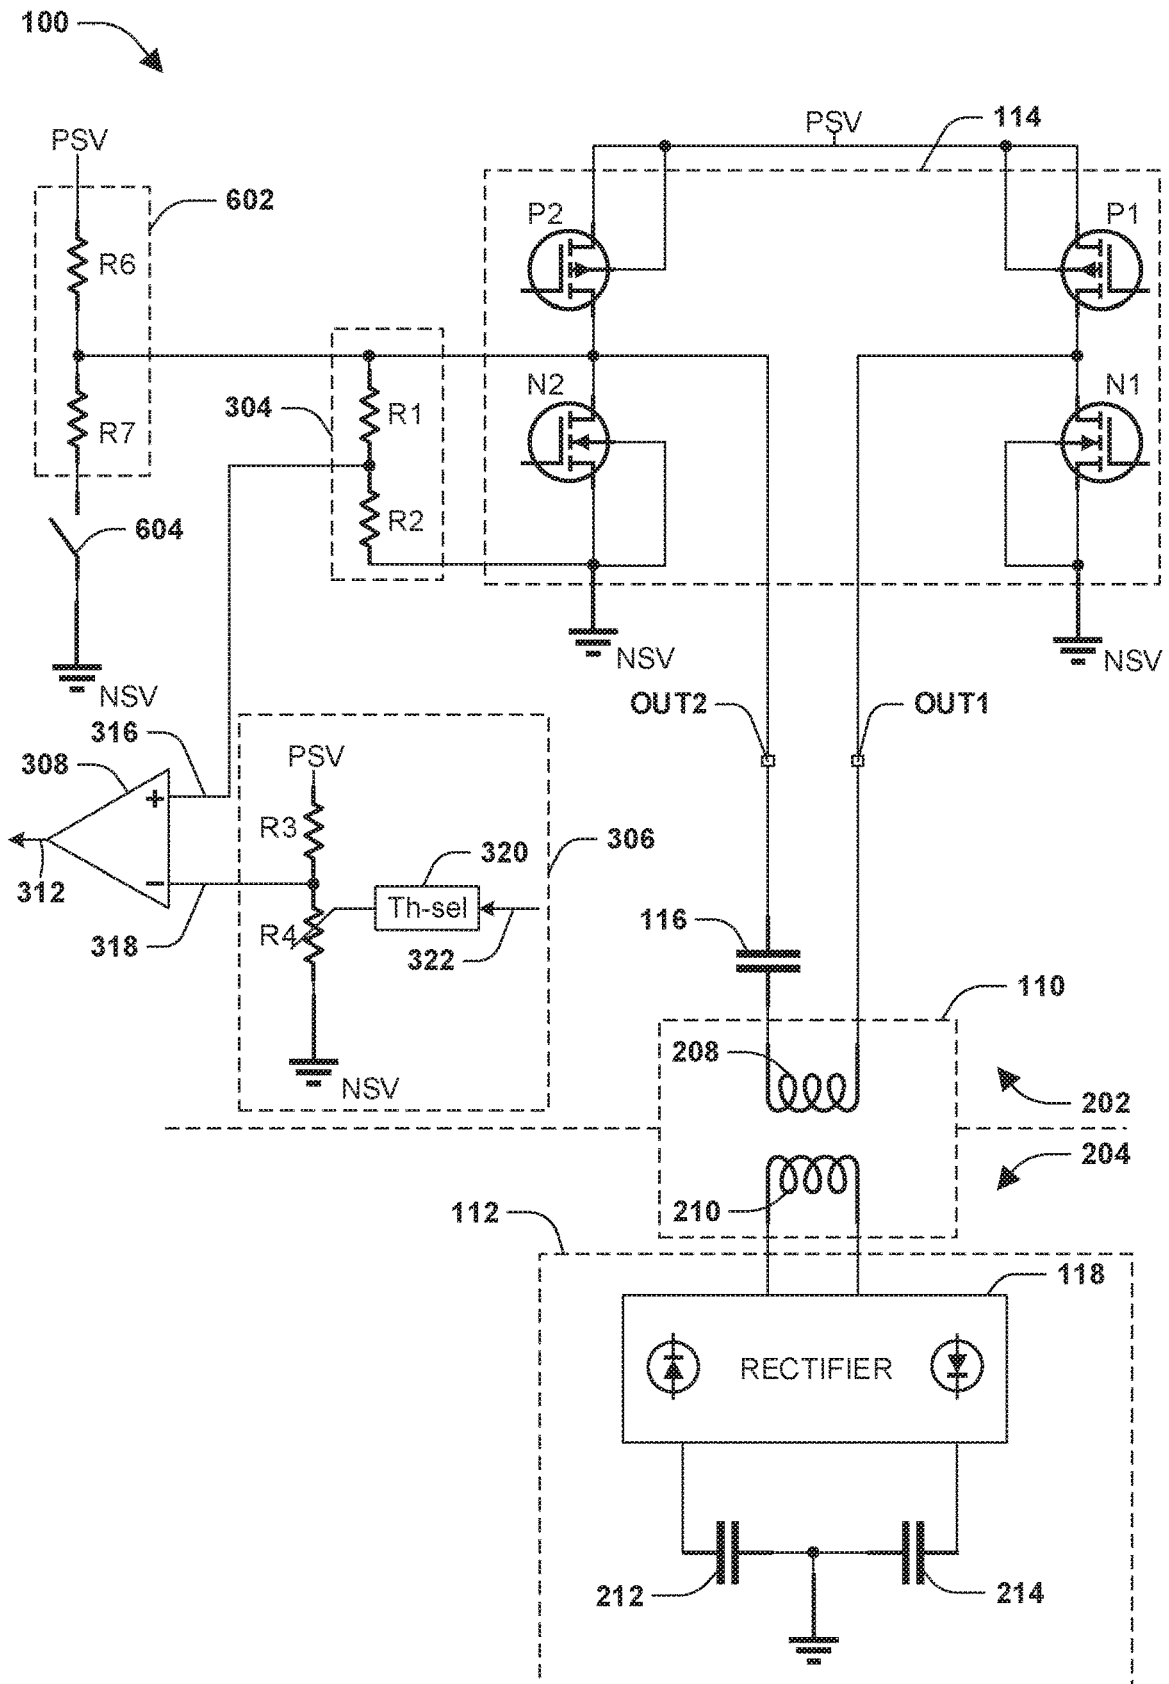 100
PSV
114
PSV
602
P2
P1
R6
N2
N1
304
R1
R7
R2
604
NSV
NSV
NSV
OUT2
OUT1
316
308
PSV
+
R3
306
320
312
−
Th-sel
R4
116
318
322
110
208
NSV
202
204
210
112
118
RECTIFIER
212
214